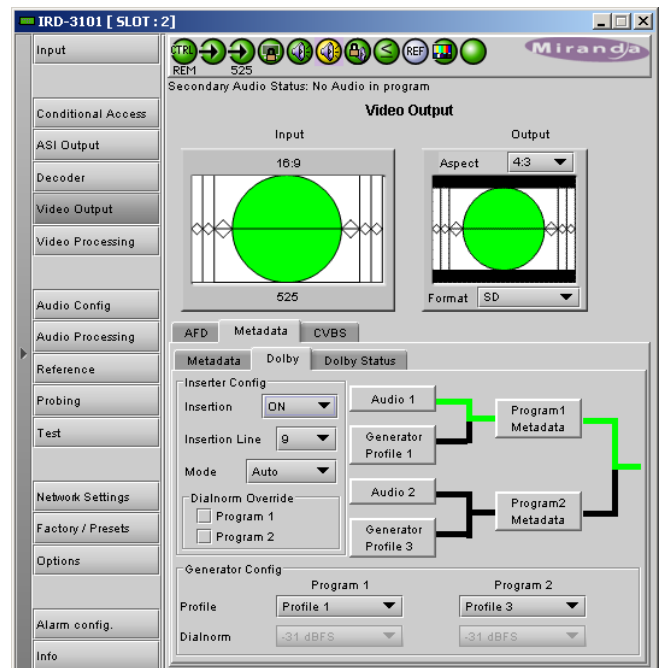 IRD-3101 [ SLOT : 2]
Input
Conditional Access
ASI Output
Decoder
Video Output
Video Processing
Audio Config
Audio Processing
Reference
Probing
Test
Network Settings
Factory / Presets
Options
Alarm config.
Info
CTRL
REF
Miranda
REM 525
Secondary Audio Status: No Audio in program
Video Output
Input
16:9
525
Output
Aspect 4:3
Format SD
AFD Metadata CVBS
Metadata Dolby Dolby Status
Inserter Config
Insertion ON
Insertion Line 9
Mode Auto
Dialnorm Override
Program 1
Program 2
Audio 1
Generator
Profile 1
Program1
Metadata
Audio 2
Generator
Profile 3
Program2
Metadata
Generator Config
Program 1 Program 2
Profile Profile 1 Profile 3
Dialnorm -31 dBFS -31 dBFS